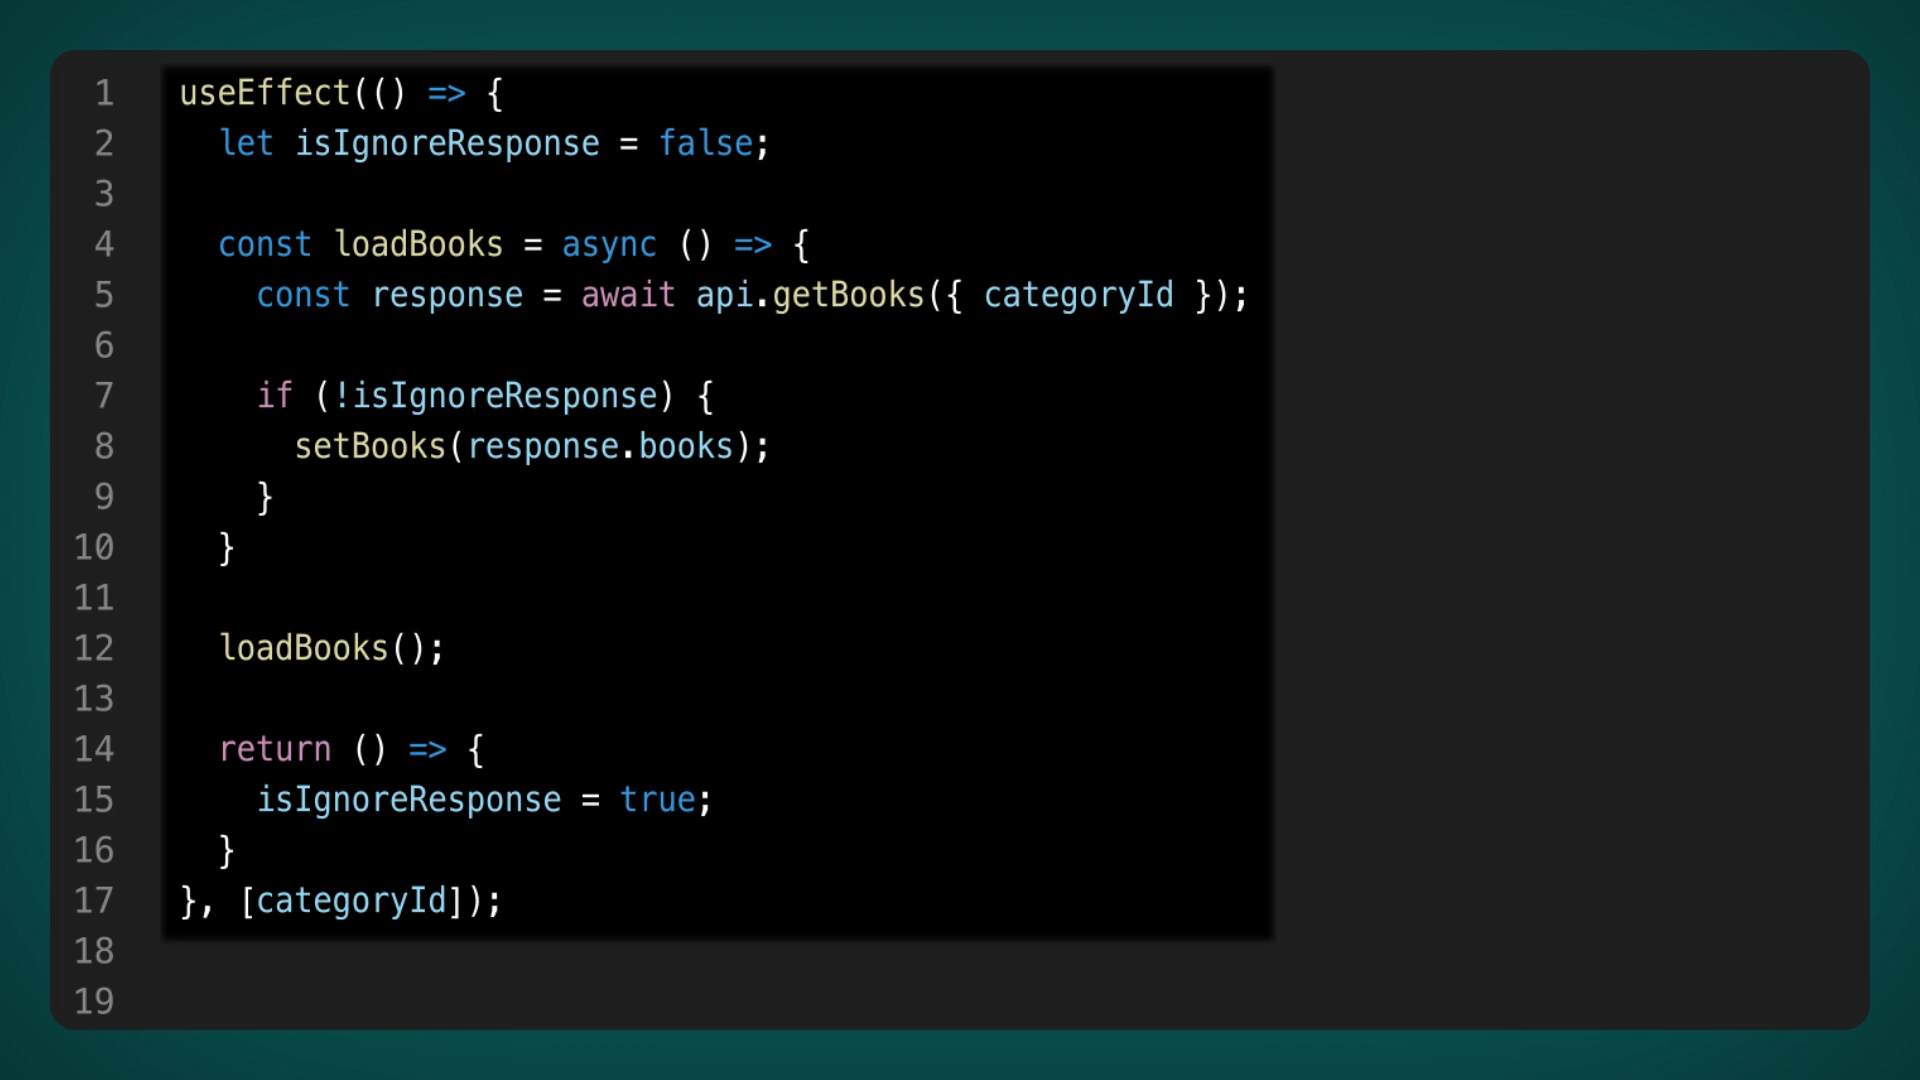 1 useEffect(() => {
2 let isIgnoreResponse = false;
3
4 const loadBooks = async () => {
5 const response = await api.getBooks({ categoryId });
6
7 if (!isIgnoreResponse) {
8 setBooks(response.books);
9 }
10 }
11
12 loadBooks();
13
14 return () => {
15 isIgnoreResponse = true;
16 }
17 }, [categoryId]);
18
19